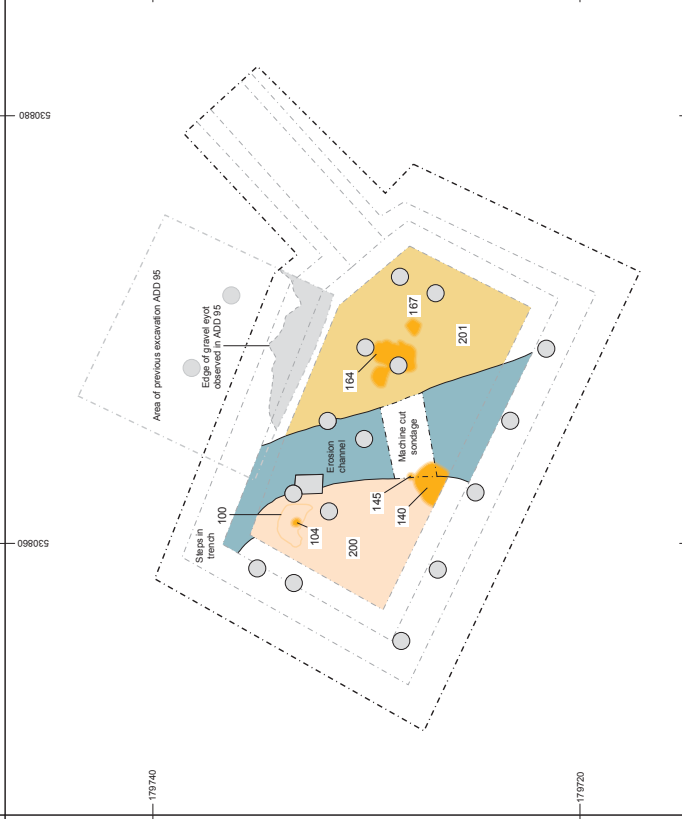 530880
Area of previous excavation ADD 95
Edge of gravel eyot
observed in ADD 95
167
201
164
Erosion
channel
Machine cut
sondage
Steps in
trench
100
104
145
140
200
530860
179740
179720